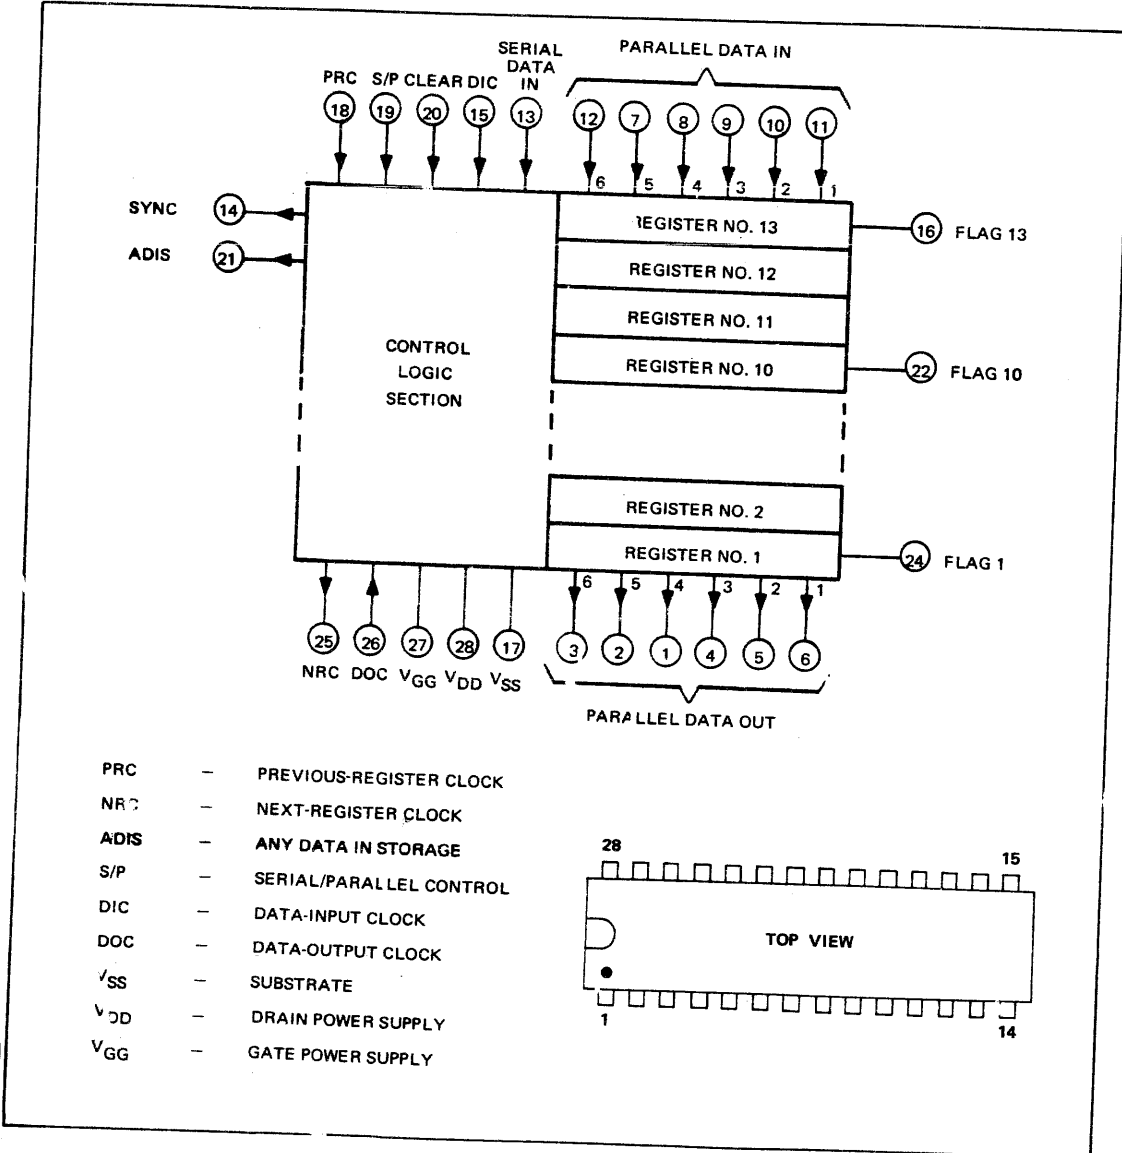 SERIAL DATA IN
PARALLEL DATA IN
PRC S/P CLEAR DIC
18 19 20 15 13 12 7 8 9 10 11
6 5 4 3 2 1
SYNC 14
ADIS 21
REGISTER NO. 13
16 FLAG 13
REGISTER NO. 12
REGISTER NO. 11
REGISTER NO. 10
22 FLAG 10
CONTROL
LOGIC
SECTION
REGISTER NO. 2
REGISTER NO. 1
24 FLAG 1
6 5 4 3 2 1
25 26 27 28 17 3 2 1 4 5 6
NRC DOC VGG VDD VSS
PARALLEL DATA OUT
PRC – PREVIOUS-REGISTER CLOCK
NRC – NEXT-REGISTER CLOCK
ADIS – ANY DATA IN STORAGE
S/P – SERIAL/PARALLEL CONTROL
DIC – DATA-INPUT CLOCK
DOC – DATA-OUTPUT CLOCK
VSS – SUBSTRATE
VDD – DRAIN POWER SUPPLY
VGG – GATE POWER SUPPLY
28 15
TOP VIEW
1 14